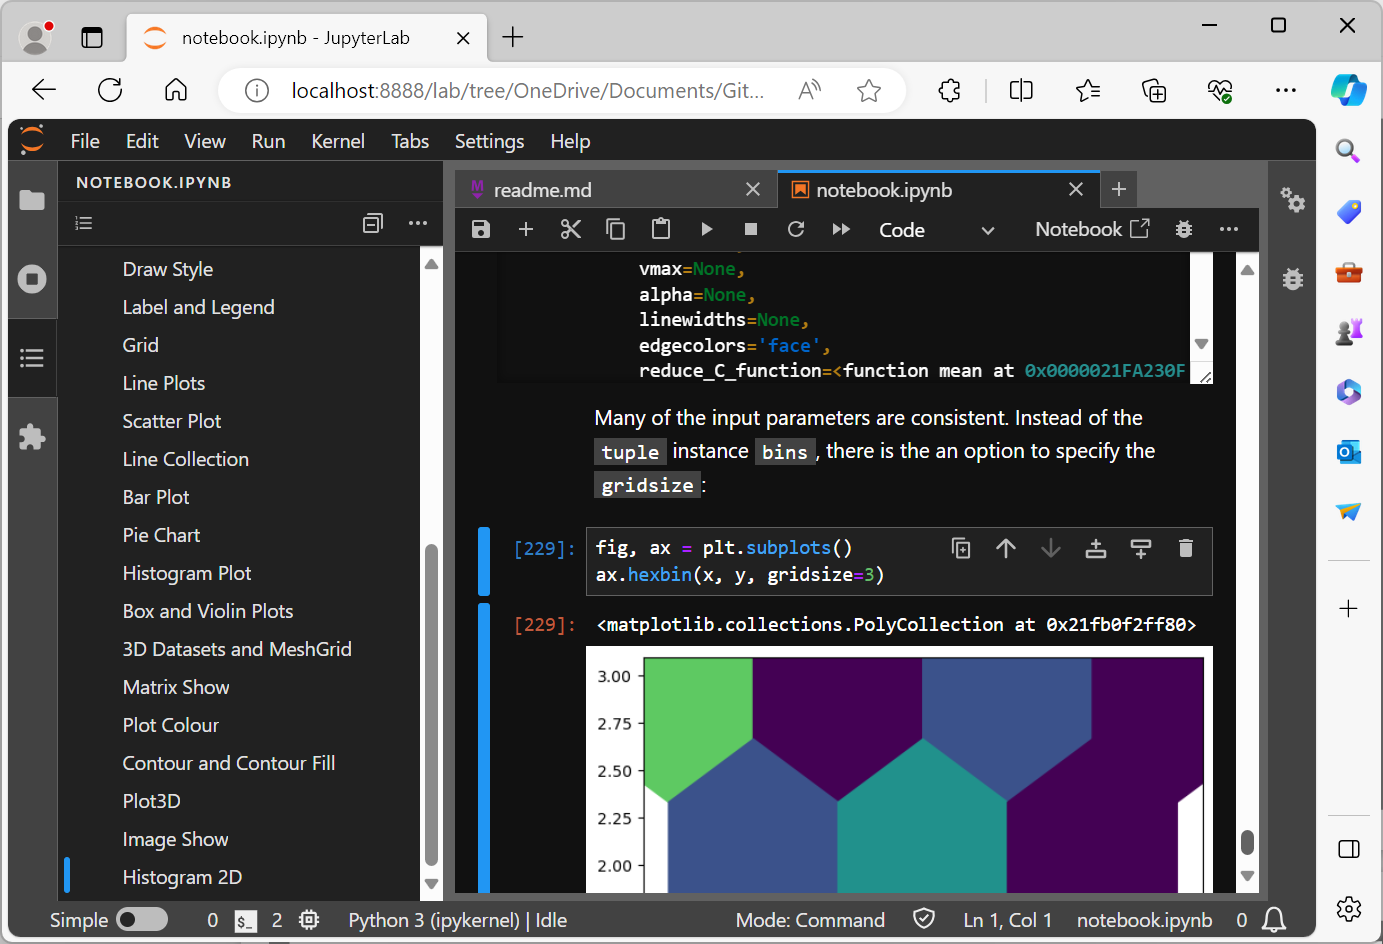 notebook.ipynb - JupyterLab
localhost:8888/lab/tree/OneDrive/Documents/Git...
File Edit View Run Kernel Tabs Settings Help
NOTEBOOK.IPYNB
Draw Style
Label and Legend
Grid
Line Plots
Scatter Plot
Line Collection
Bar Plot
Pie Chart
Histogram Plot
Box and Violin Plots
3D Datasets and MeshGrid
Matrix Show
Plot Colour
Contour and Contour Fill
Plot3D
Image Show
Histogram 2D
readme.md
notebook.ipynb
Code
Notebook
vmax=None,
alpha=None,
linewidths=None,
edgecolors='face',
reduce_C_function=<function mean at 0x0000021FA230F
Many of the input parameters are consistent. Instead of the
tuple instance bins, there is the an option to specify the
gridsize:
[229]:
fig, ax = plt.subplots()
ax.hexbin(x, y, gridsize=3)
[229]:
<matplotlib.collections.PolyCollection at 0x21fb0f2ff80>
3.00
2.75
2.50
2.25
2.00
Simple 0 $_ 2 Python 3 (ipykernel) | Idle Mode: Command Ln 1, Col 1 notebook.ipynb 0